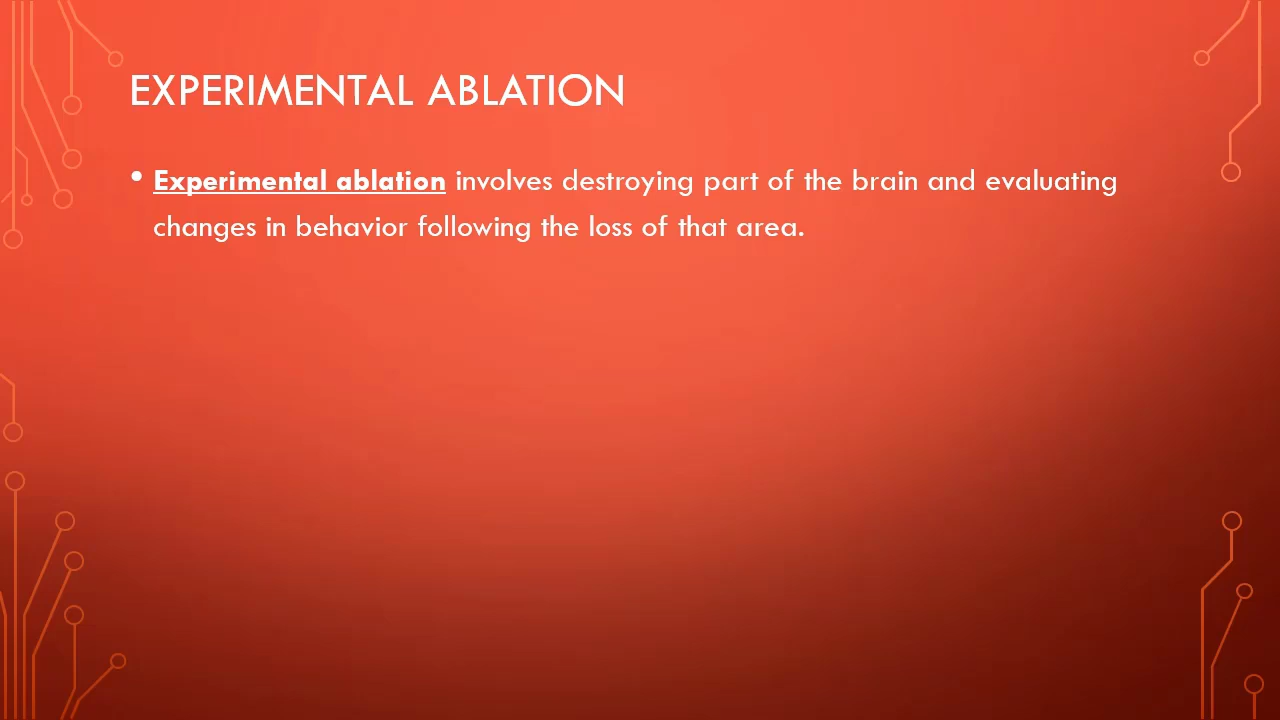 EXPERIMENTAL ABLATION
• Experimental ablation involves destroying part of the brain and evaluating
changes in behavior following the loss of that area.